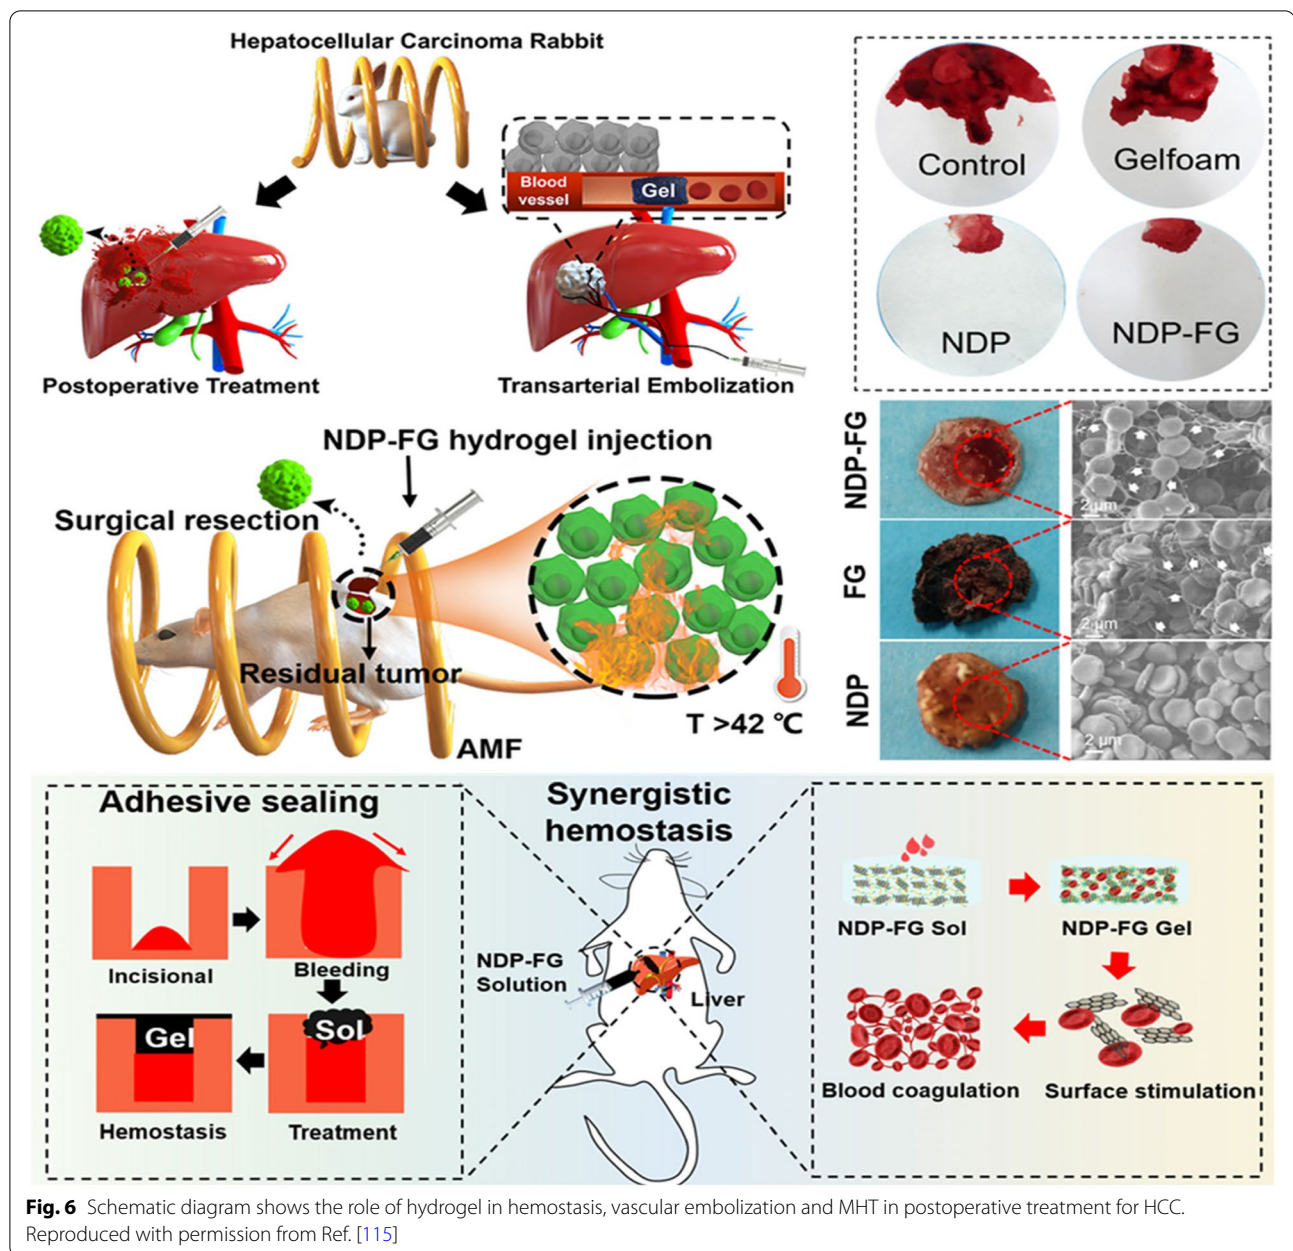 Hepatocellular Carcinoma Rabbit
Blood
vessel
Gel
Postoperative Treatment
Transarterial Embolization
Control
Gelfoam
NDP
NDP-FG
NDP-FG hydrogel injection
Surgical resection
Residual tumor
AMF
T >42 ℃
NDP-FG
2 μm
FG
2 μm
NDP
2 μm
Adhesive sealing
Incisional
Bleeding
Gel
Sol
Hemostasis
Treatment
Synergistic
hemostasis
NDP-FG
Solution
Liver
NDP-FG Sol
NDP-FG Gel
Blood coagulation
Surface stimulation
Fig. 6 Schematic diagram shows the role of hydrogel in hemostasis, vascular embolization and MHT in postoperative treatment for HCC.
Reproduced with permission from Ref. [115]